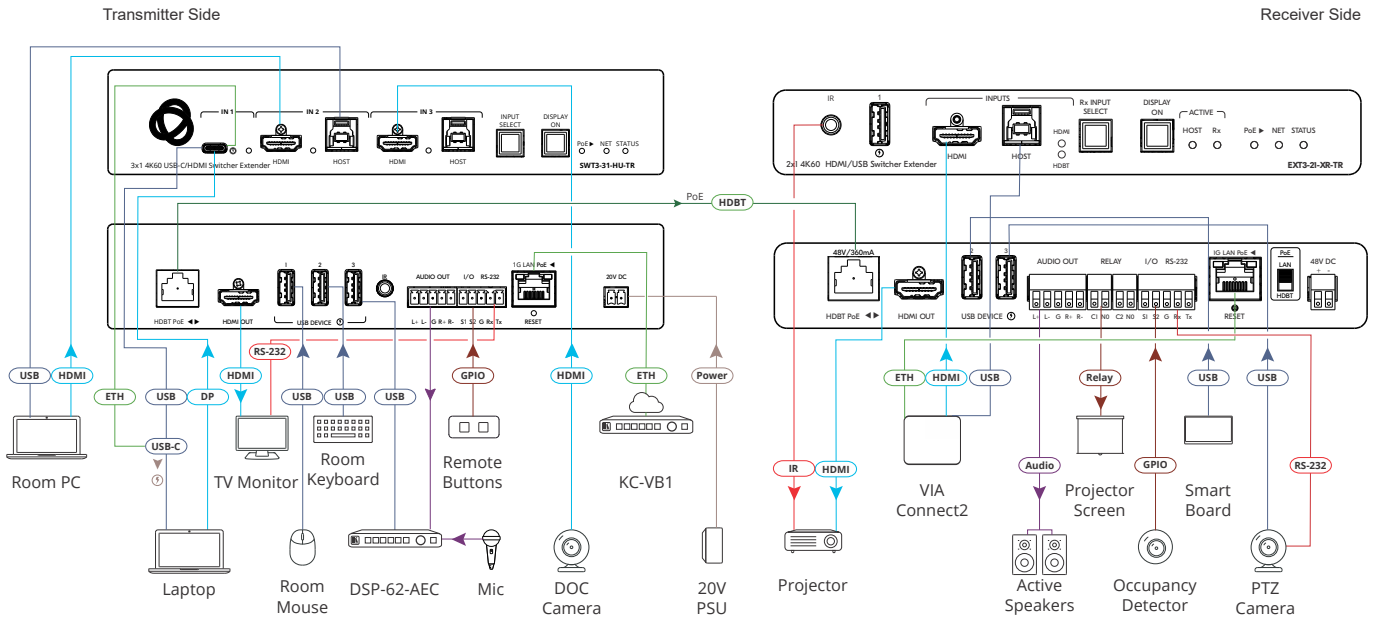 Transmitter Side
Receiver Side
IN 1
IN 2
IN 3
HDMI
HOST
HDMI
HOST
INPUT
SELECT
DISPLAY
ON
PoE ► NET STATUS
3x1 4K60 USB-C/HDMI Switcher Extender
SWT3-31-HU-TR
IR
1
INPUTS
HDMI
HOST
HDMI
HDBT
Rx INPUT
SELECT
DISPLAY
ON
ACTIVE
HOST Rx
PoE ► NET STATUS
2x1 4K60 HDMI/USB Switcher Extender
EXT3-2I-XR-TR
PoE
HDBT
1
2
3
IR
AUDIO OUT
I/O
RS-232
1G LAN PoE ◄
20V DC
HDBT PoE ◄►
HDMI OUT
USB DEVICE
L+ L- G R+ R-
S1 S2 G Rx Tx
RESET
48V/360mA
2
3
AUDIO OUT
RELAY
I/O
RS-232
IG LAN PoE ◄
PoE
LAN
HDBT
48V DC
+ -
HDBT PoE ◄►
HDMI OUT
USB DEVICE
L+ L- G R+ R-
C1 N0 C2 N0
SI S2 G Rx Tx
RESET
RS-232
USB
HDMI
ETH
USB
DP
HDMI
USB
USB
USB
GPIO
HDMI
ETH
Power
USB-C
ETH
HDMI
USB
Relay
USB
USB
IR
HDMI
Audio
GPIO
RS-232
Room PC
TV Monitor
Room
Keyboard
Remote
Buttons
KC-VB1
VIA
Connect2
Projector
Screen
Smart
Board
Laptop
Room
Mouse
DSP-62-AEC
Mic
DOC
Camera
20V
PSU
Projector
Active
Speakers
Occupancy
Detector
PTZ
Camera